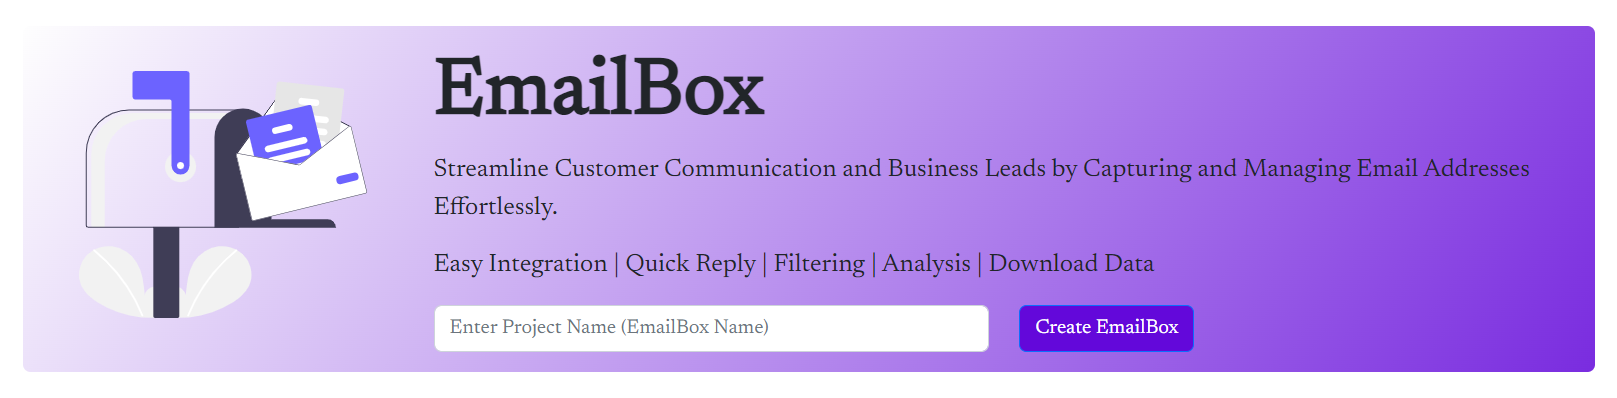 EmailBox
Streamline Customer Communication and Business Leads by Capturing and Managing Email Addresses
Effortlessly.
Easy Integration | Quick Reply | Filtering | Analysis | Download Data
Enter Project Name (EmailBox Name)
Create EmailBox